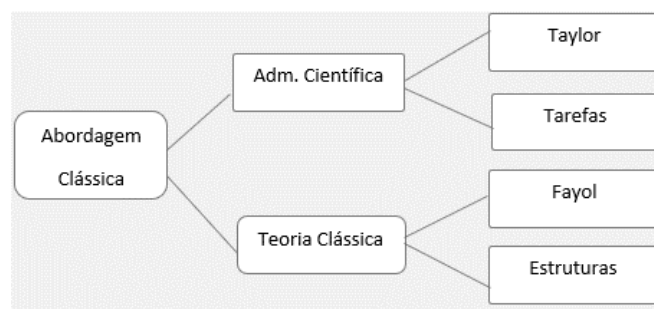 Abordagem
Clássica
Adm. Científica
Teoria Clássica
Taylor
Tarefas
Fayol
Estruturas